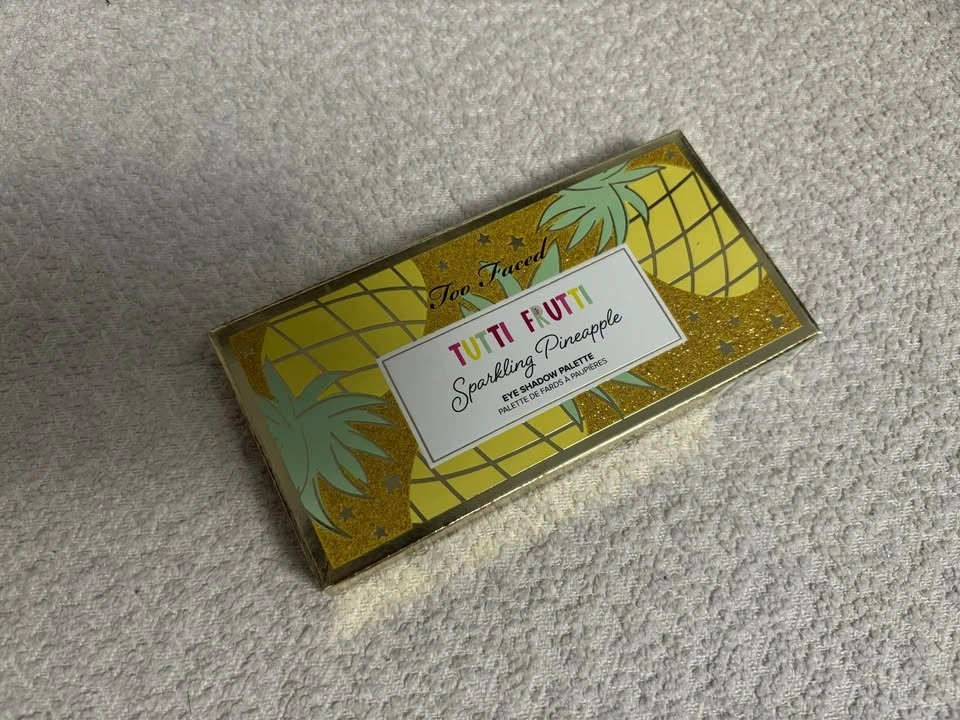 Too Faced
TUTTI FRUTTI
Sparkling Pineapple
EYE SHADOW PALETTE
PALETTE DE FARDS À PAUPIÈRES